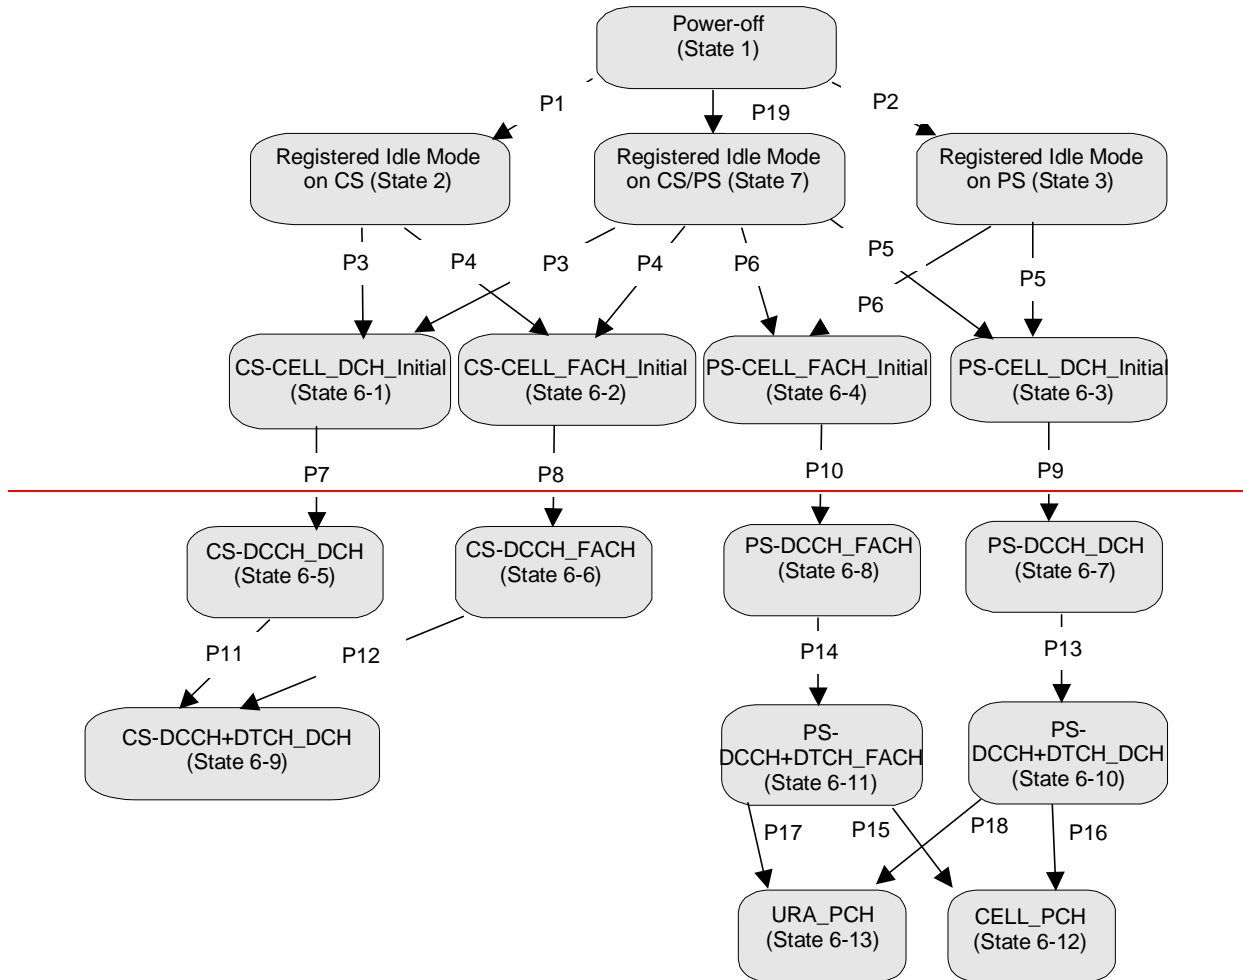 Power-off
(State 1)
P1
P19
P2
Registered Idle Mode
on CS (State 2)
Registered Idle Mode
on CS/PS (State 7)
Registered Idle Mode
on PS (State 3)
P3
P4
P3
P4
P6
P5
P6
P5
CS-CELL_DCH_Initial
(State 6-1)
CS-CELL_FACH_Initial
(State 6-2)
PS-CELL_FACH_Initial
(State 6-4)
PS-CELL_DCH_Initial
(State 6-3)
P7
P8
P10
P9
CS-DCCH_DCH
(State 6-5)
CS-DCCH_FACH
(State 6-6)
PS-DCCH_FACH
(State 6-8)
PS-DCCH_DCH
(State 6-7)
P11
P12
P14
P13
CS-DCCH+DTCH_DCH
(State 6-9)
PS-
DCCH+DTCH_FACH
(State 6-11)
PS-
DCCH+DTCH_DCH
(State 6-10)
P17
P15
P18
P16
URA_PCH
(State 6-13)
CELL_PCH
(State 6-12)